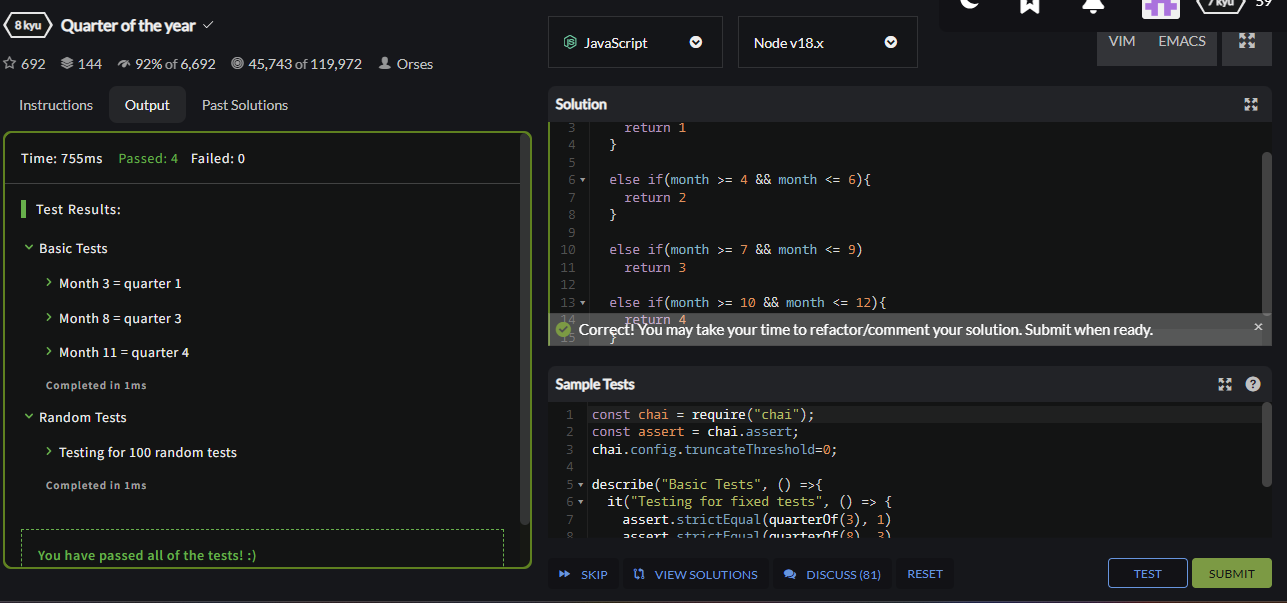 8 kyu Quarter of the year
692 144 92% of 6,692 45,743 of 119,972 Orses
Instructions Output Past Solutions
Time: 755ms Passed: 4 Failed: 0
Test Results:
Basic Tests
Month 3 = quarter 1
Month 8 = quarter 3
Month 11 = quarter 4
Completed in 1ms
Random Tests
Testing for 100 random tests
Completed in 1ms
You have passed all of the tests! :)
7 kyu 59
JavaScript Node v18.x VIM EMACS
Solution
3 return 1
4 }
5
6 else if(month >= 4 && month <= 6){
7 return 2
8 }
9
10 else if(month >= 7 && month <= 9)
11 return 3
12
13 else if(month >= 10 && month <= 12){
14 return 4
15 }
Correct! You may take your time to refactor/comment your solution. Submit when ready. ×
Sample Tests ?
1 const chai = require("chai");
2 const assert = chai.assert;
3 chai.config.truncateThreshold=0;
4
5 describe("Basic Tests", () =>{
6 it("Testing for fixed tests", () => {
7 assert.strictEqual(quarterOf(3), 1)
8 assert.strictEqual(quarterOf(8), 3)
SKIP VIEW SOLUTIONS DISCUSS (81) RESET TEST SUBMIT